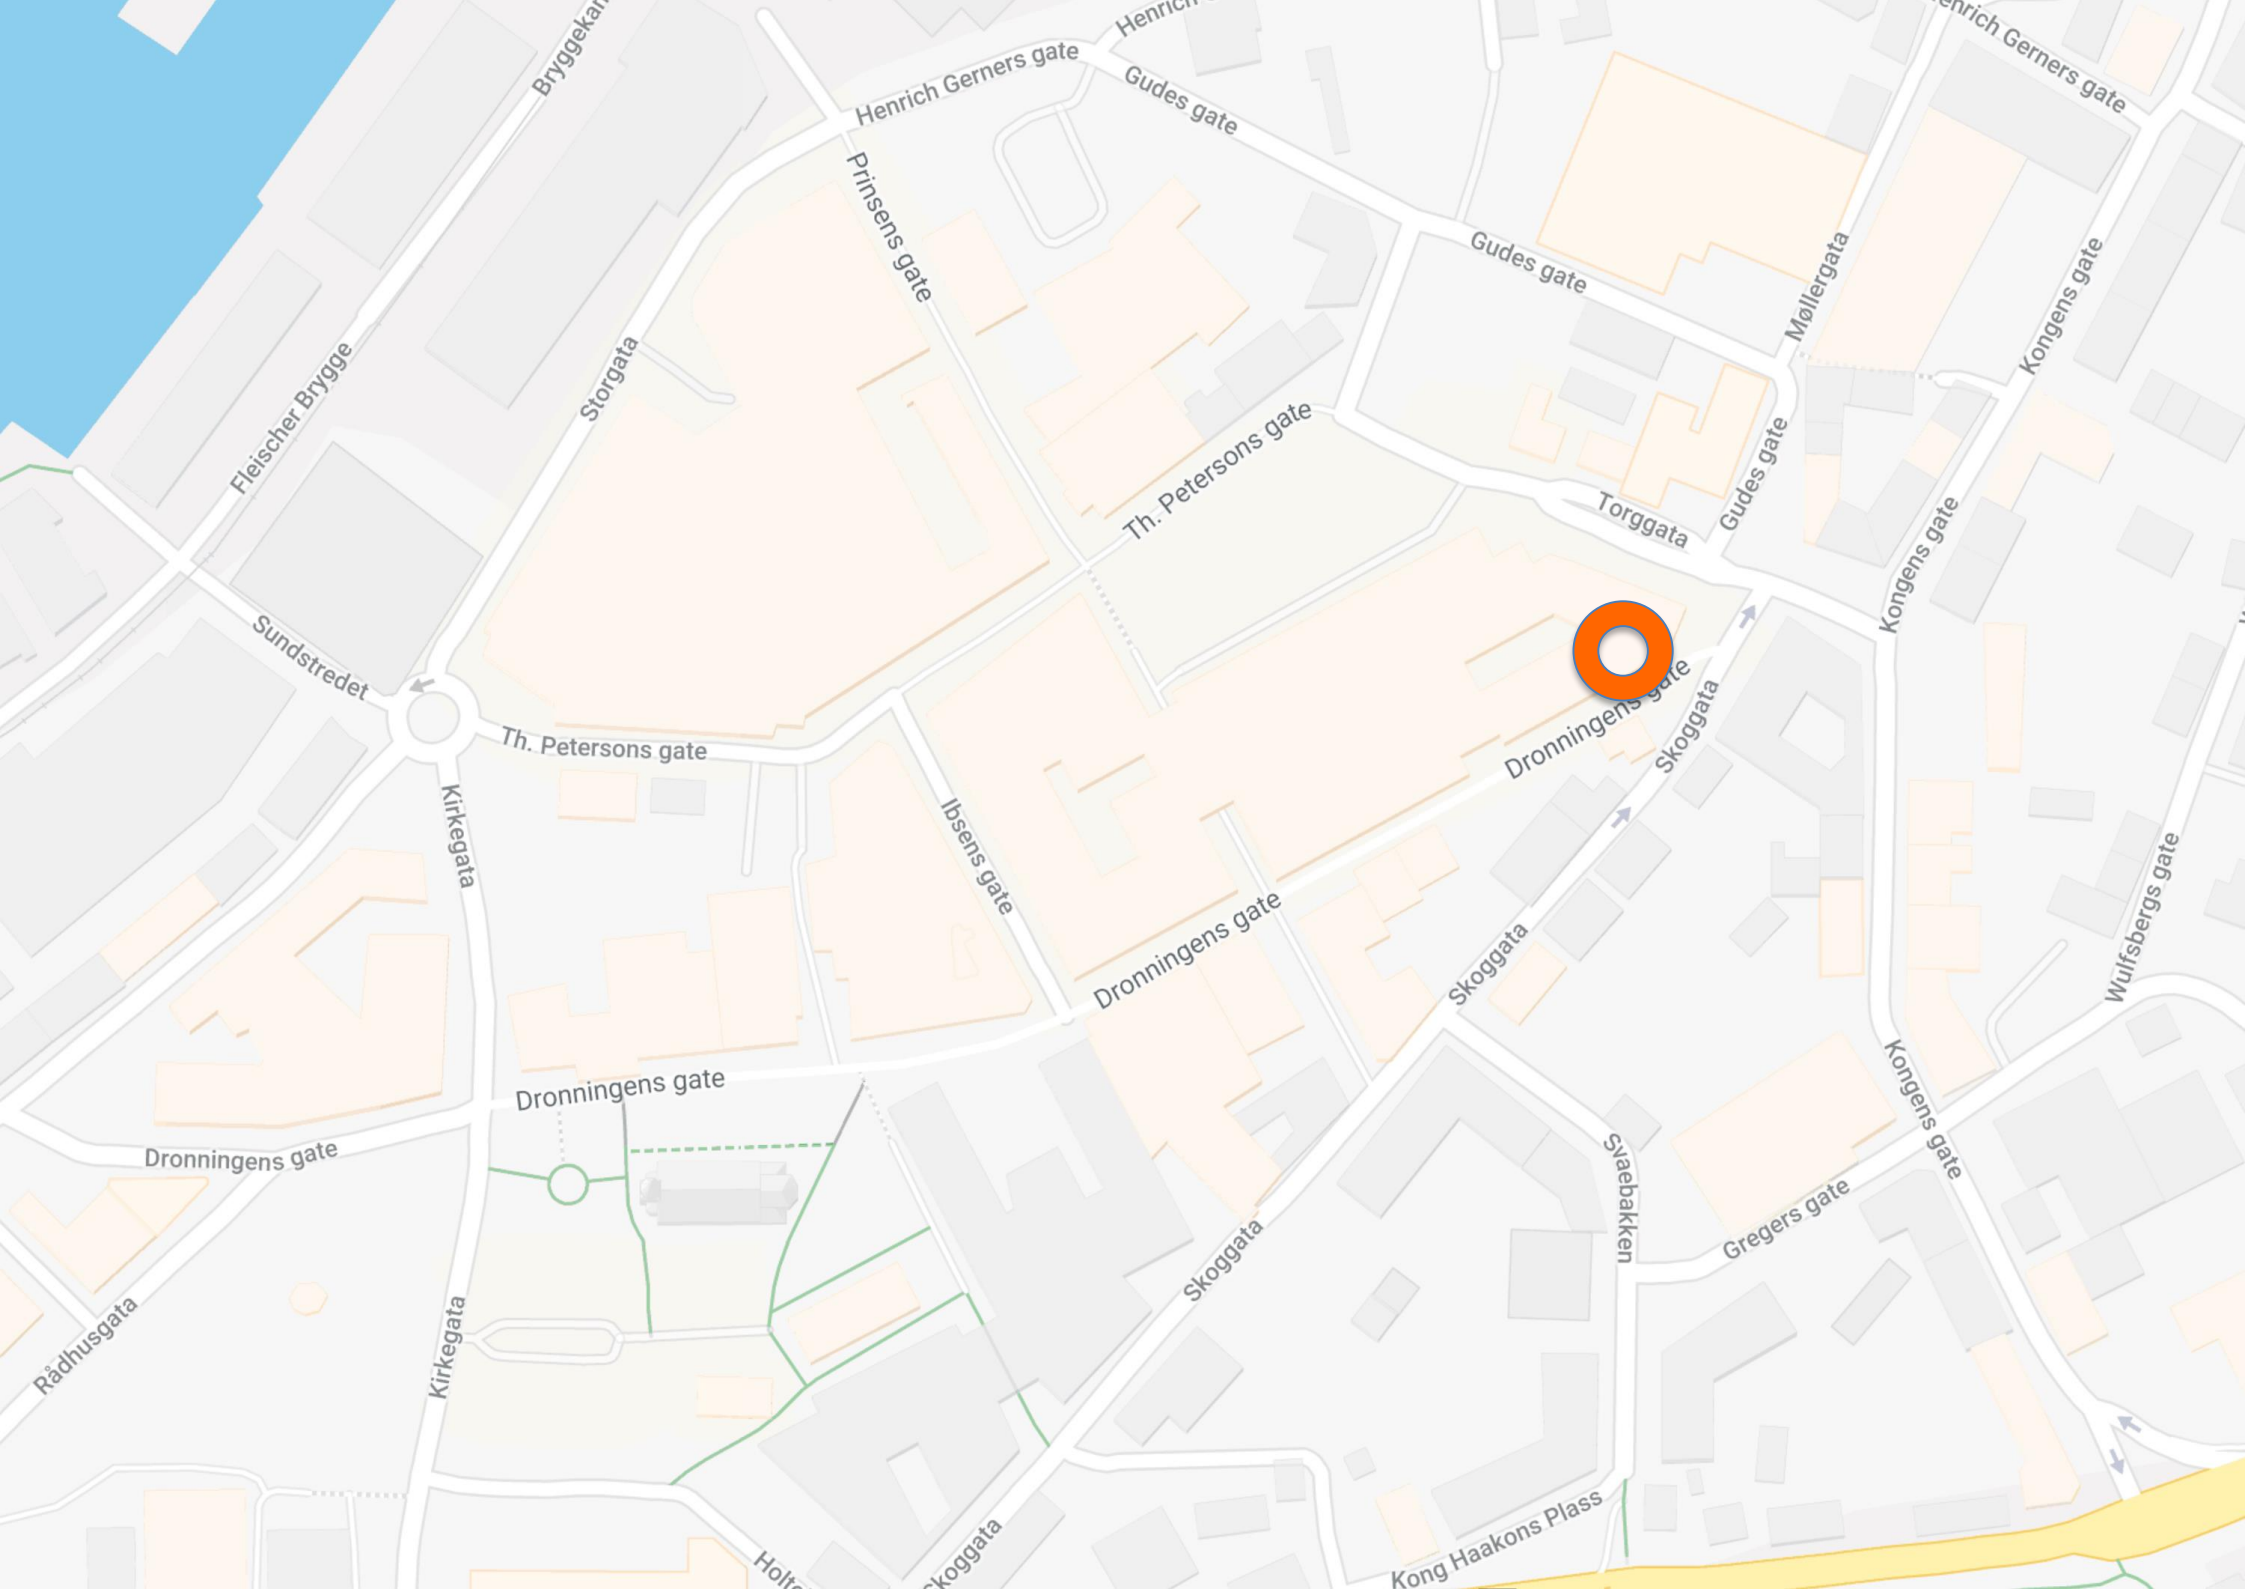 Bryggekan
Henrich
Henrich Gerners gate
Henrich Gerners gate
Gudes gate
Prinsens gate
Gudes gate
Møllergata
Kongens gate
Storgata
Fleischer Brygge
Th. Petersons gate
Gudes gate
Torggata
Kongens gate
Sundstredet
Dronningens gate
Skoggata
Th. Petersons gate
Kirkegata
Ibsens gate
Dronningens gate
Skoggata
Wulfsbergs gate
Dronningens gate
Dronningens gate
Kongens gate
Svaebakken
Gregers gate
Skoggata
Rådhusgata
Kirkegata
Kong Haakons Plass
Skoggata
Holte